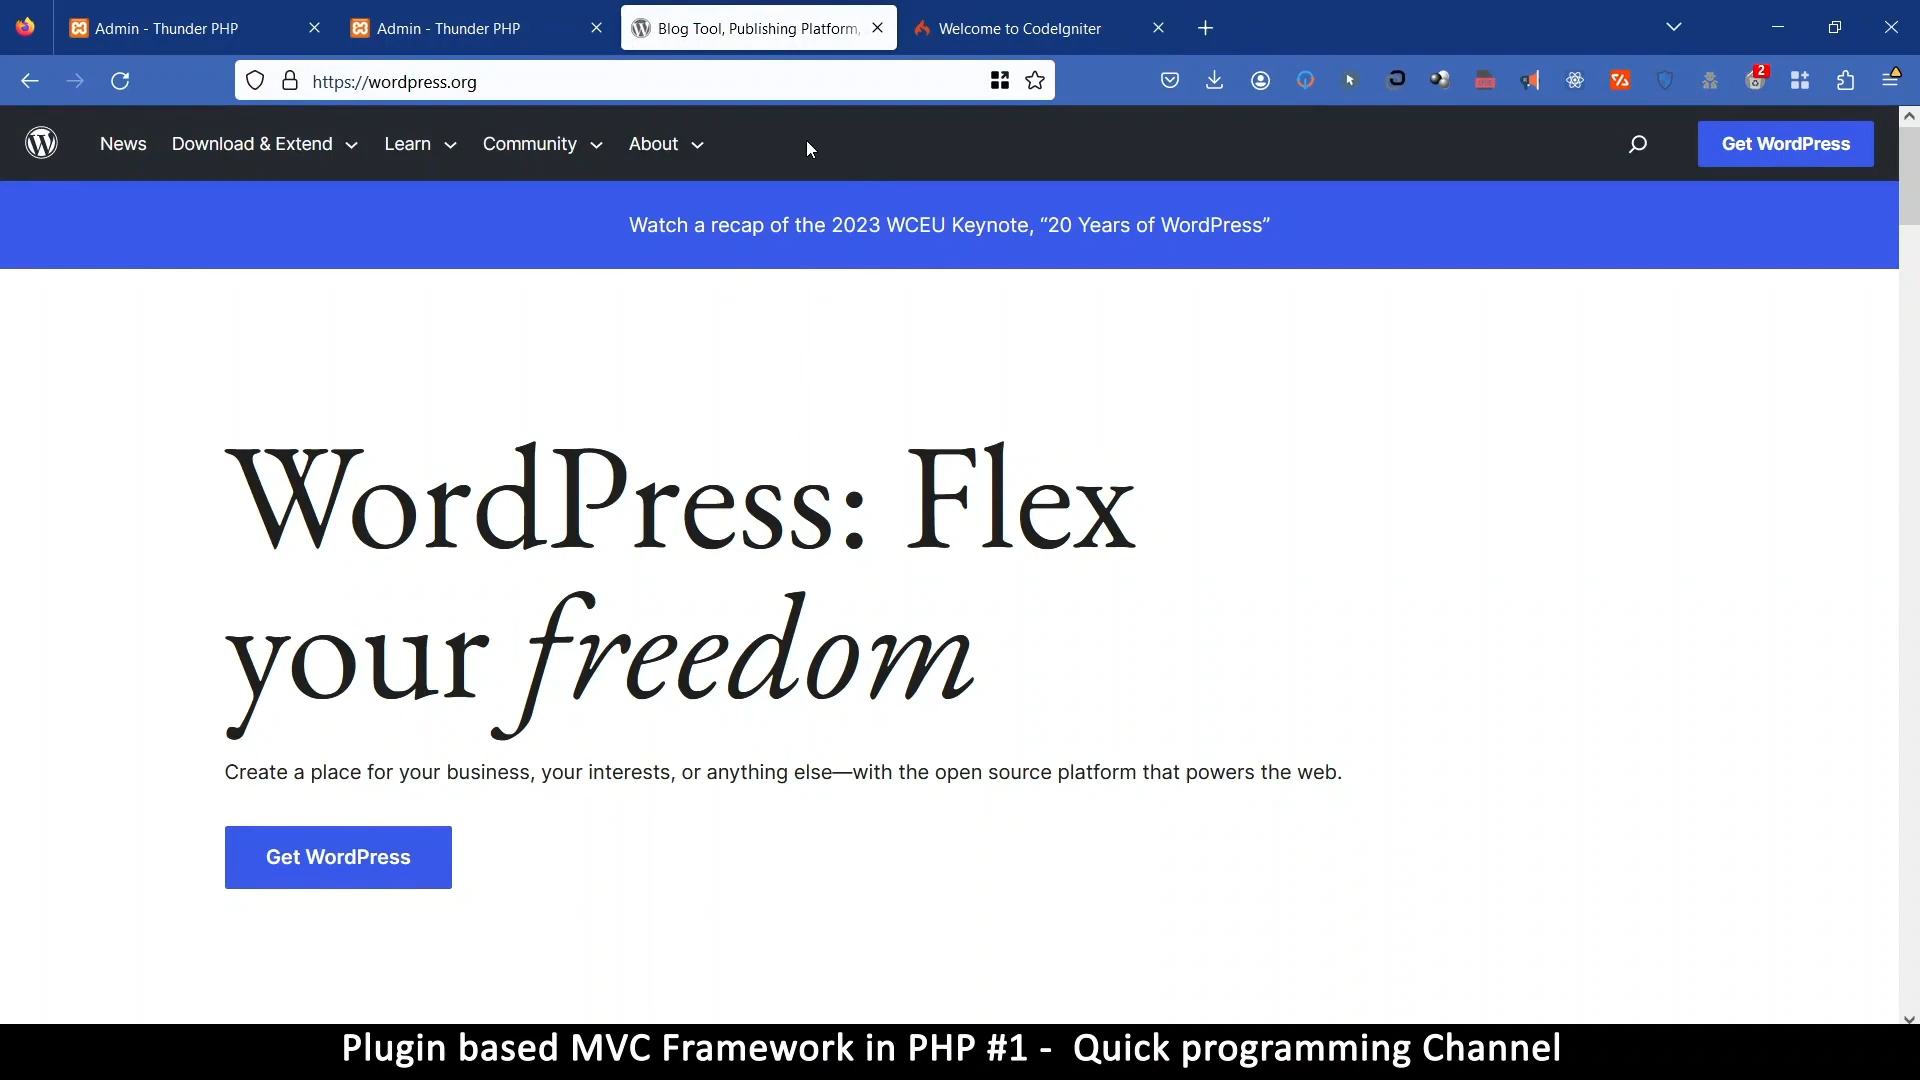 Admin - Thunder PHP
Admin - Thunder PHP
Blog Tool, Publishing Platform,
Welcome to CodeIgniter
https://wordpress.org
2
News
Download & Extend
Learn
Community
About
Get WordPress
Watch a recap of the 2023 WCEU Keynote, “20 Years of WordPress”
WordPress: Flex
your freedom
Create a place for your business, your interests, or anything else—with the open source platform that powers the web.
Get WordPress
Plugin based MVC Framework in PHP #1 - Quick programming Channel